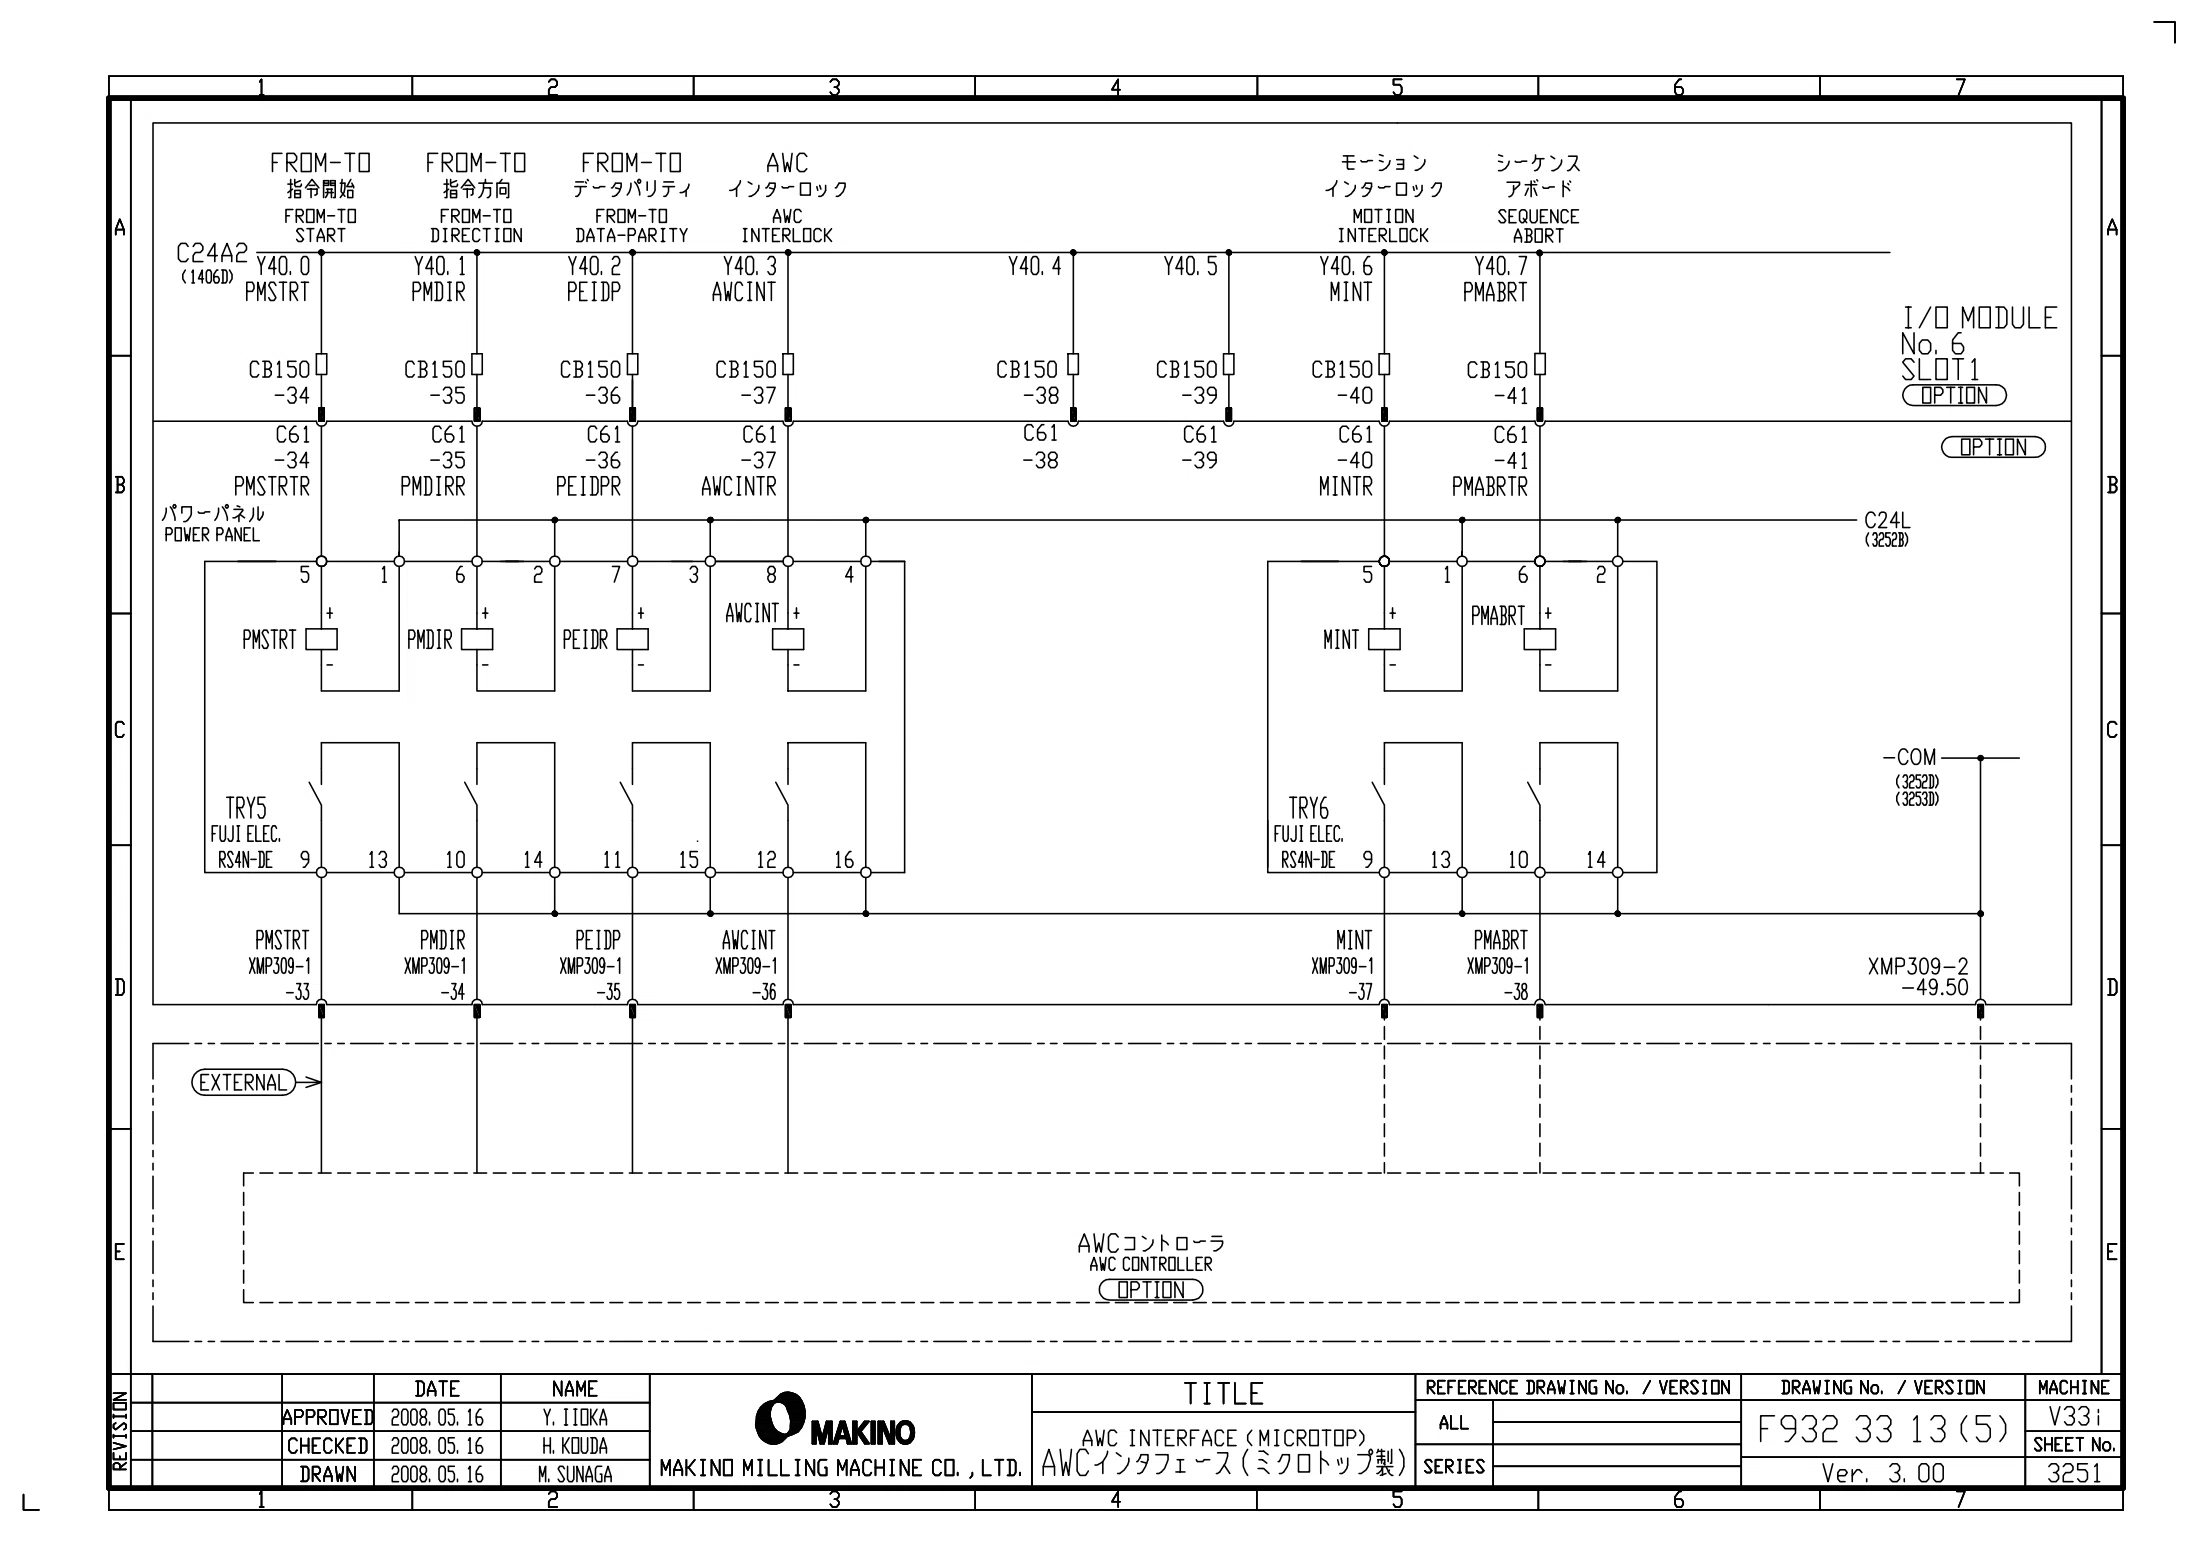 1 2 3 4 5 6 7
A A
B B
C C
D D
E E
FROM-TO FROM-TO FROM-TO AWC モーション シーケンス
指令開始 指令方向 データパリティ インターロック インターロック アボード
FROM-TO FROM-TO FROM-TO AWC MOTION SEQUENCE
START DIRECTION DATA-PARITY INTERLOCK INTERLOCK ABORT
C24A2
(1406D)
Y40.0 Y40.1 Y40.2 Y40.3 Y40.4 Y40.5 Y40.6 Y40.7
PMSTRT PMDIR PEIDP AWCINT MINT PMABRT
I/O MODULE
No. 6
SLOT1
OPTION
CB150 CB150 CB150 CB150 CB150 CB150 CB150 CB150
-34 -35 -36 -37 -38 -39 -40 -41
C61 C61 C61 C61 C61 C61 C61 C61
-34 -35 -36 -37 -38 -39 -40 -41
OPTION
PMSTRTR PMDIRR PEIDPR AWCINTR MINTR PMABRTR
パワーパネル
POWER PANEL
C24L
(3252B)
5 1 6 2 7 3 8 4 5 1 6 2
+ + + + + +
PMSTRT PMDIR PEIDR AWCINT MINT PMABRT
- - - - - -
-COM
(3252D)
(3253D)
TRY5 TRY6
FUJI ELEC. FUJI ELEC.
RS4N-DE 9 13 10 14 11 15 12 16 RS4N-DE 9 13 10 14
PMSTRT PMDIR PEIDP AWCINT MINT PMABRT
XMP309-1 XMP309-1 XMP309-1 XMP309-1 XMP309-1 XMP309-1 XMP309-2
-33 -34 -35 -36 -37 -38 -49.50
EXTERNAL
AWCコントローラ
AWC CONTROLLER
OPTION
REVISION
DATE NAME
APPROVED 2008.05.16 Y. IIOKA
CHECKED 2008.05.16 H. KOUDA
DRAWN 2008.05.16 M. SUNAGA
MAKINO
MAKINO MILLING MACHINE CO., LTD.
TITLE
AWC INTERFACE (MICROTOP)
AWCインタフェース(ミクロトップ製)
REFERENCE DRAWING No. / VERSION
ALL
SERIES
DRAWING No. / VERSION
F932 33 13 (5)
Ver. 3.00
MACHINE
V33i
SHEET No.
3251
1 2 3 4 5 6 7